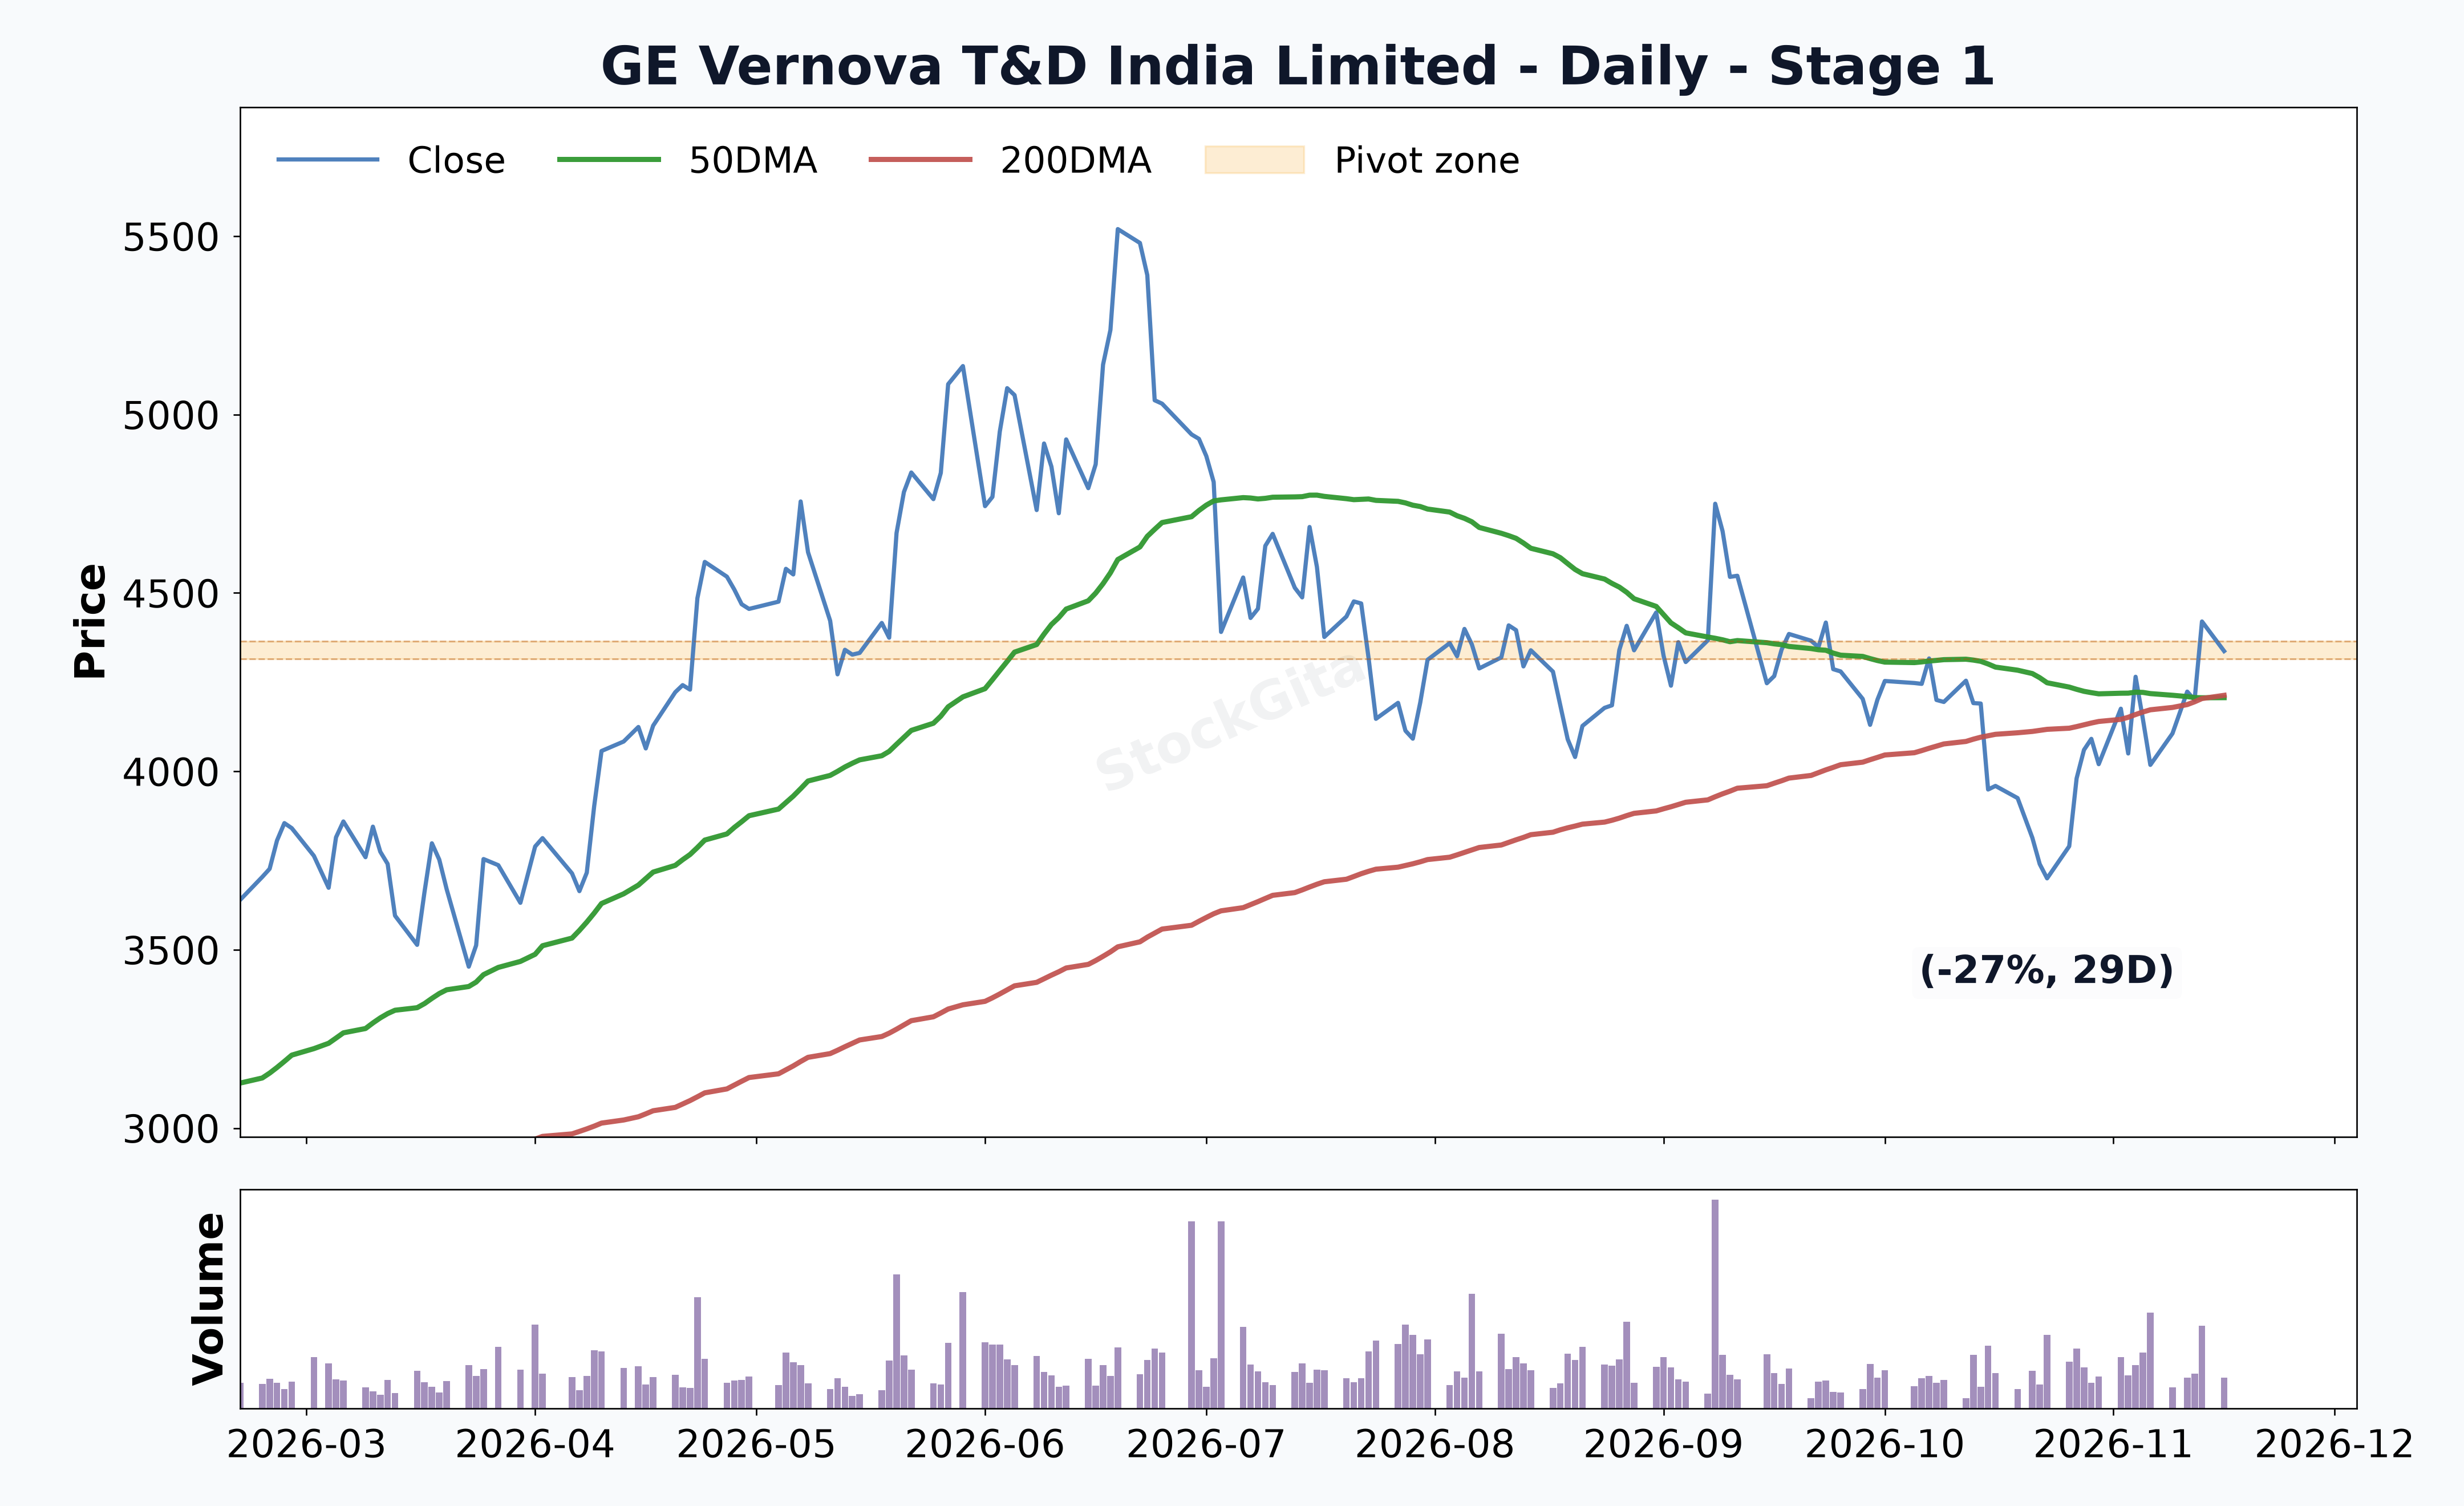 GE Vernova T&D India Limited - Daily - Stage 1
Close 50DMA 200DMA Pivot zone
Price
5500
5000
4500
4000
3500
3000
StockGita
(-27%, 29D)
Volume
2026-03 2026-04 2026-05 2026-06 2026-07 2026-08 2026-09 2026-10 2026-11 2026-12